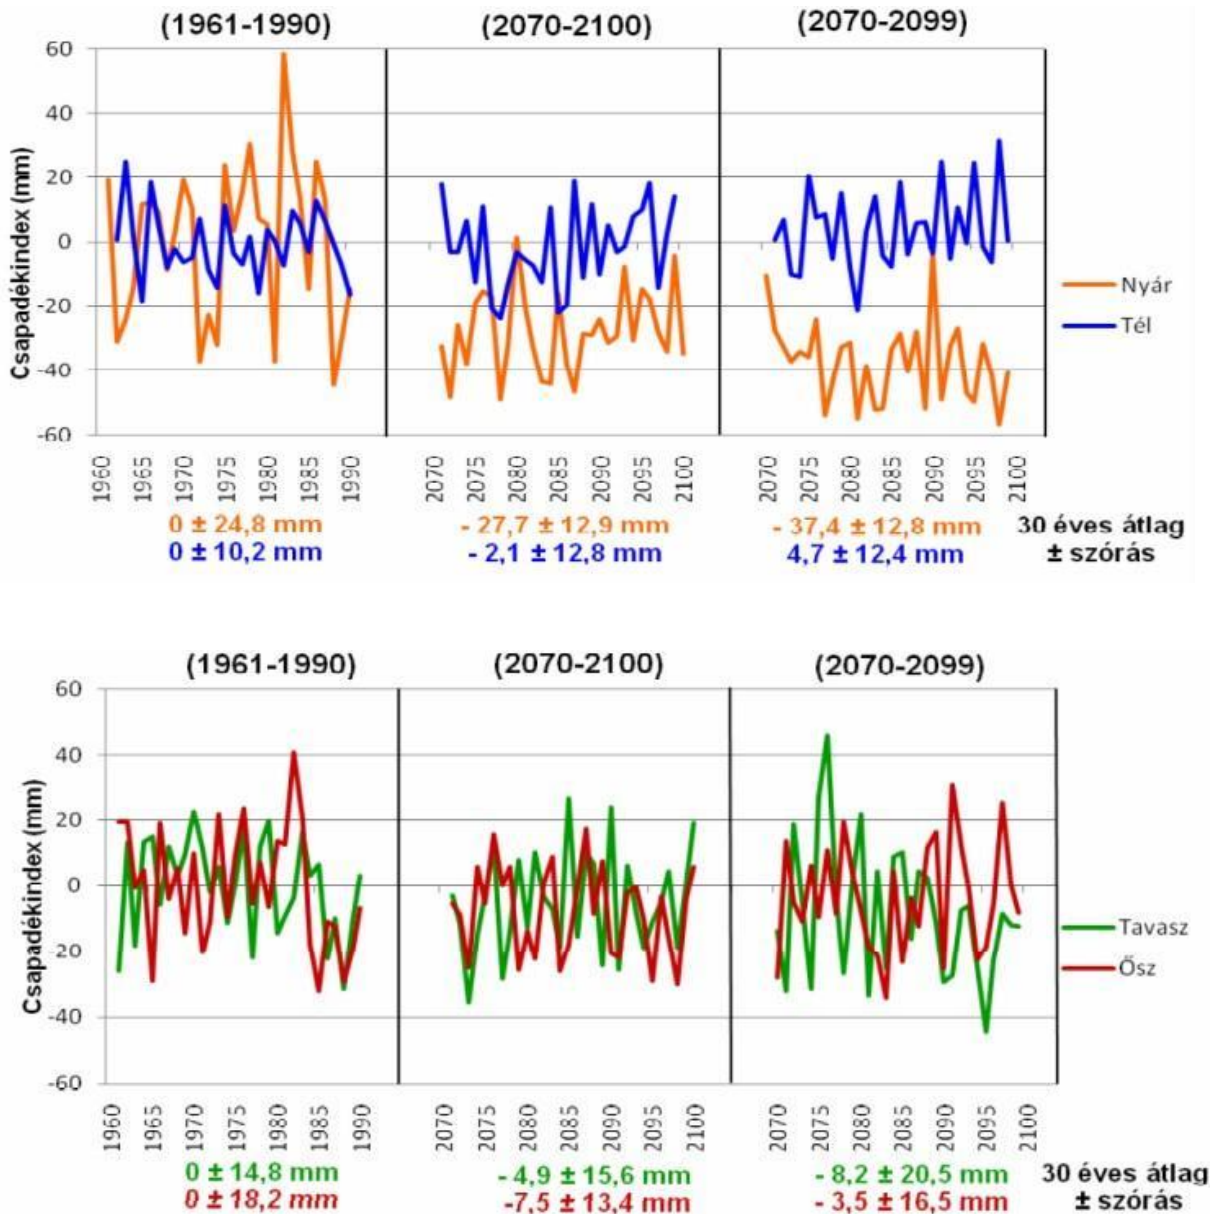 (1961-1990) (2070-2100) (2070-2099)
Csapadékindex (mm)
60
40
20
0
-20
-40
-60
1960 1965 1970 1975 1980 1985 1990 2070 2075 2080 2085 2090 2095 2100 2070 2075 2080 2085 2090 2095 2100
Nyár
Tél
0 ± 24,8 mm - 27,7 ± 12,9 mm - 37,4 ± 12,8 mm 30 éves átlag
0 ± 10,2 mm - 2,1 ± 12,8 mm 4,7 ± 12,4 mm ± szórás
(1961-1990) (2070-2100) (2070-2099)
Csapadékindex (mm)
60
40
20
0
-20
-40
-60
1960 1965 1970 1975 1980 1985 1990 2070 2075 2080 2085 2090 2095 2100 2070 2075 2080 2085 2090 2095 2100
Tavasz
Ősz
0 ± 14,8 mm - 4,9 ± 15,6 mm - 8,2 ± 20,5 mm 30 éves átlag
0 ± 18,2 mm -7,5 ± 13,4 mm - 3,5 ± 16,5 mm ± szórás